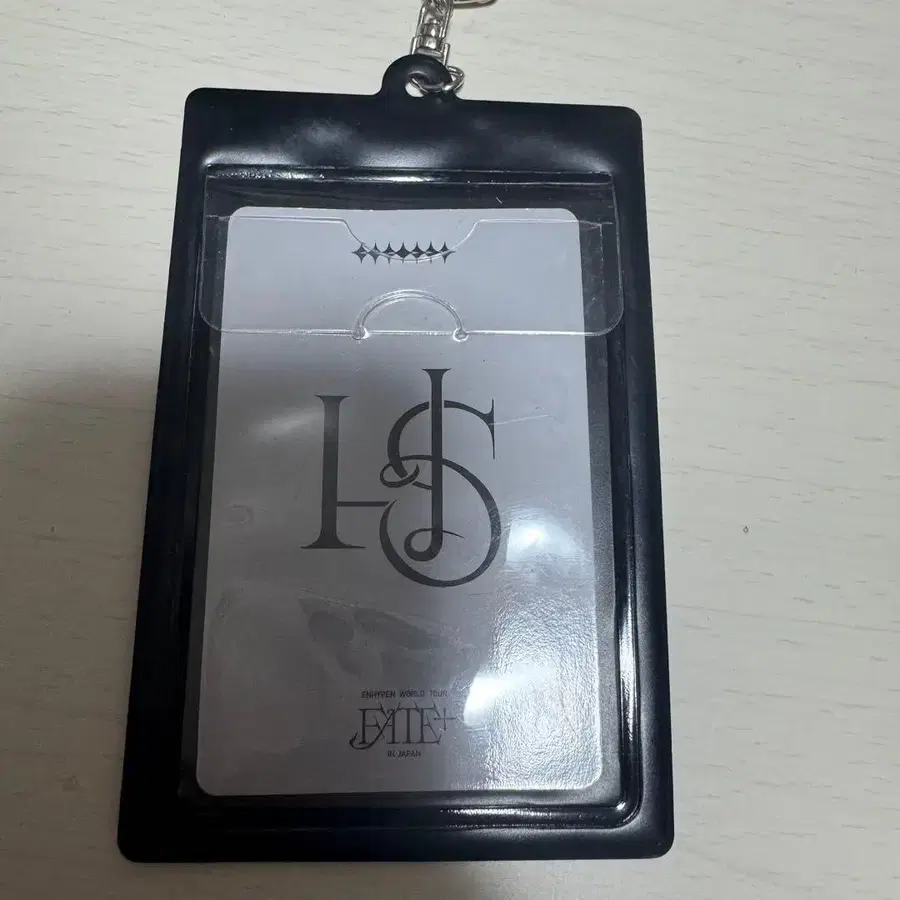 HS
ENHYPEN WORLD TOUR
FATE+
IN JAPAN